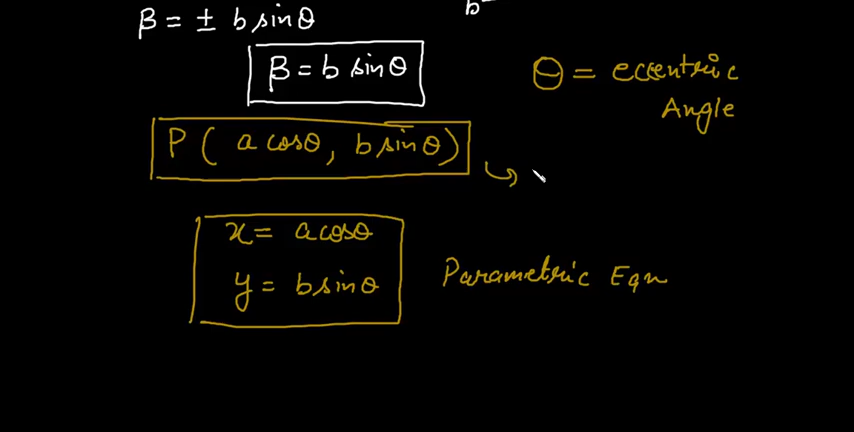 β = ± b sinθ
b
β = b sinθ
θ = eccentric
Angle
P ( a cosθ, b sinθ)
x = a cosθ
y = b sinθ
Parametric Eqn